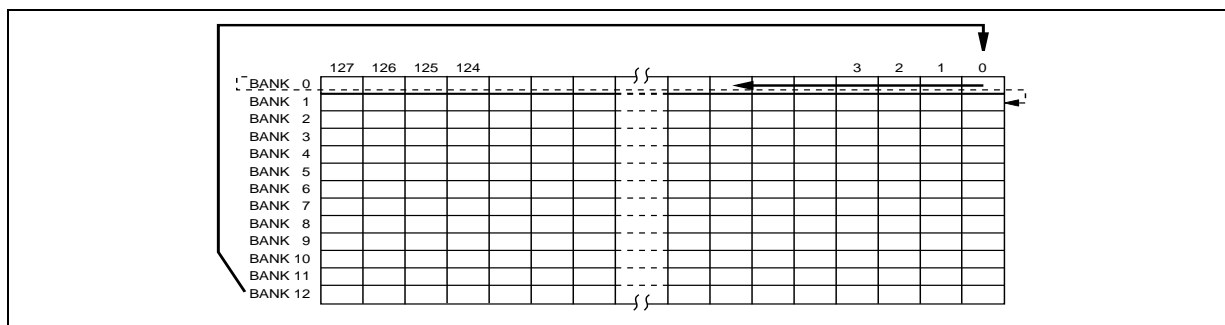 127 126 125 124 3 2 1 0
BANK 0
BANK 1
BANK 2
BANK 3
BANK 4
BANK 5
BANK 6
BANK 7
BANK 8
BANK 9
BANK 10
BANK 11
BANK 12